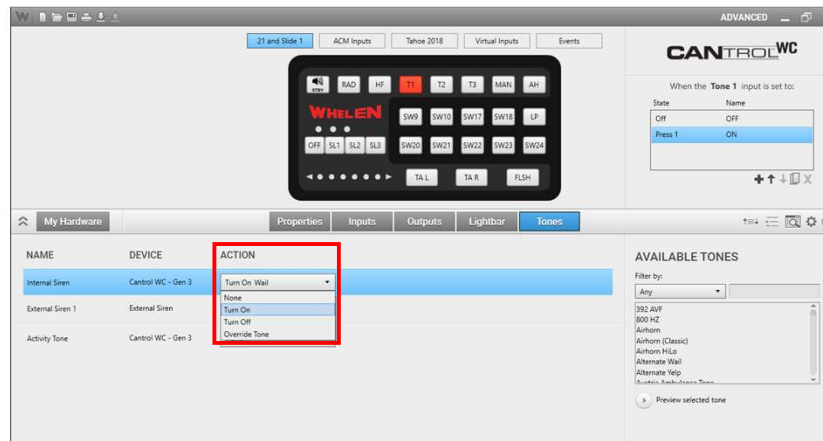 ADVANCED
21 and Slide 1 ACM Inputs Tahoe 2018 Virtual Inputs Events
CANTROLWC
When the Tone 1 input is set to:
State Name
Off OFF
Press 1 ON
STBY RAD HF T1 T2 T3 MAN AH
WHELEN
SW9 SW10 SW17 SW18 LP
OFF SL1 SL2 SL3 SW20 SW21 SW22 SW23 SW24
TA L TA R FLSH
My Hardware Properties Inputs Outputs Lightbar Tones
NAME DEVICE ACTION
Internal Siren Cantrol WC - Gen 3 Turn On Wail
None
Turn On
Turn Off
Override Tone
External Siren 1 External Siren
Activity Tone Cantrol WC - Gen 3
AVAILABLE TONES
Filter by:
Any
392 AVF
800 HZ
Airhorn
Airhorn (Classic)
Airhorn HiLo
Alternate Wail
Alternate Yelp
Austria Ambulance Tone
Preview selected tone